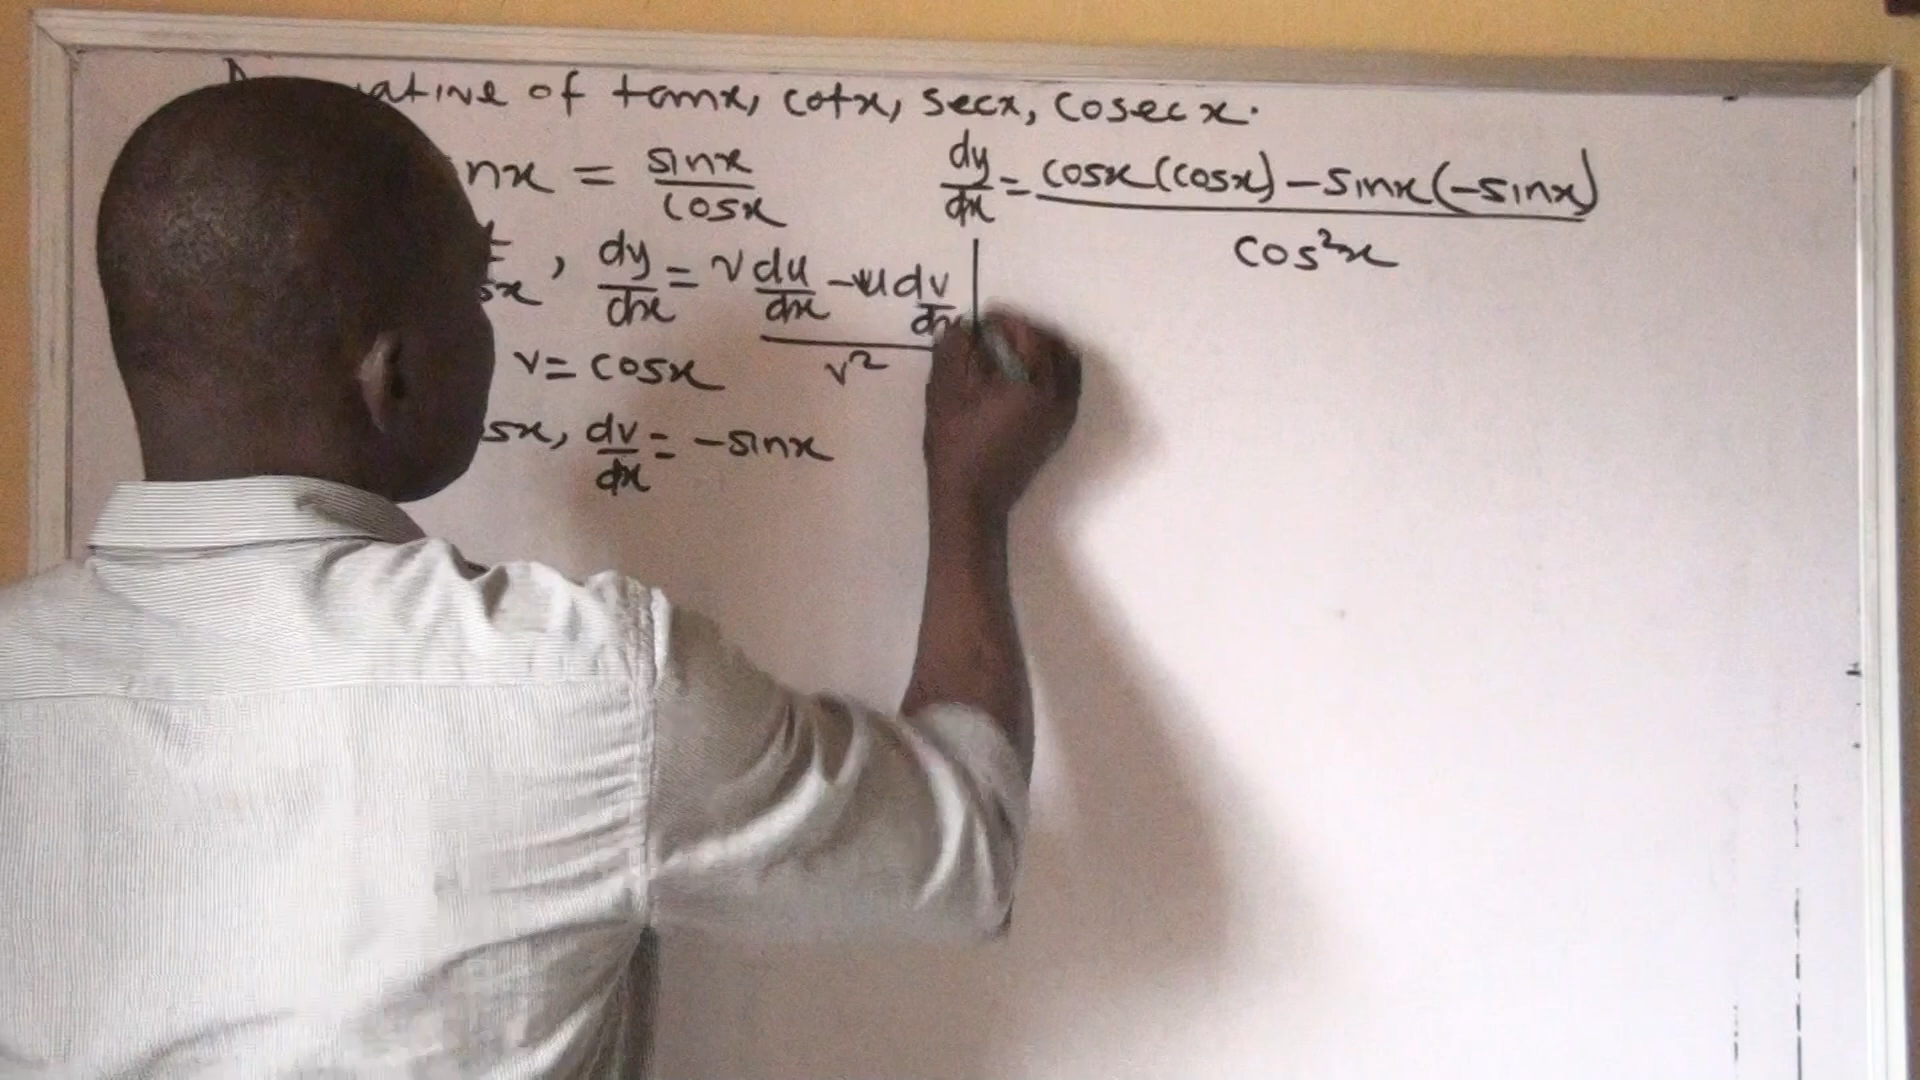 of tanx, cotx, secx, cosecx.
nx = sinx/cosx
, dy/dx = v du/dx - u dv/dx / v²
v = cosx
sx, dv/dx = -sinx
dy/dx = cosx(cosx) - sinx(-sinx) / cos²x